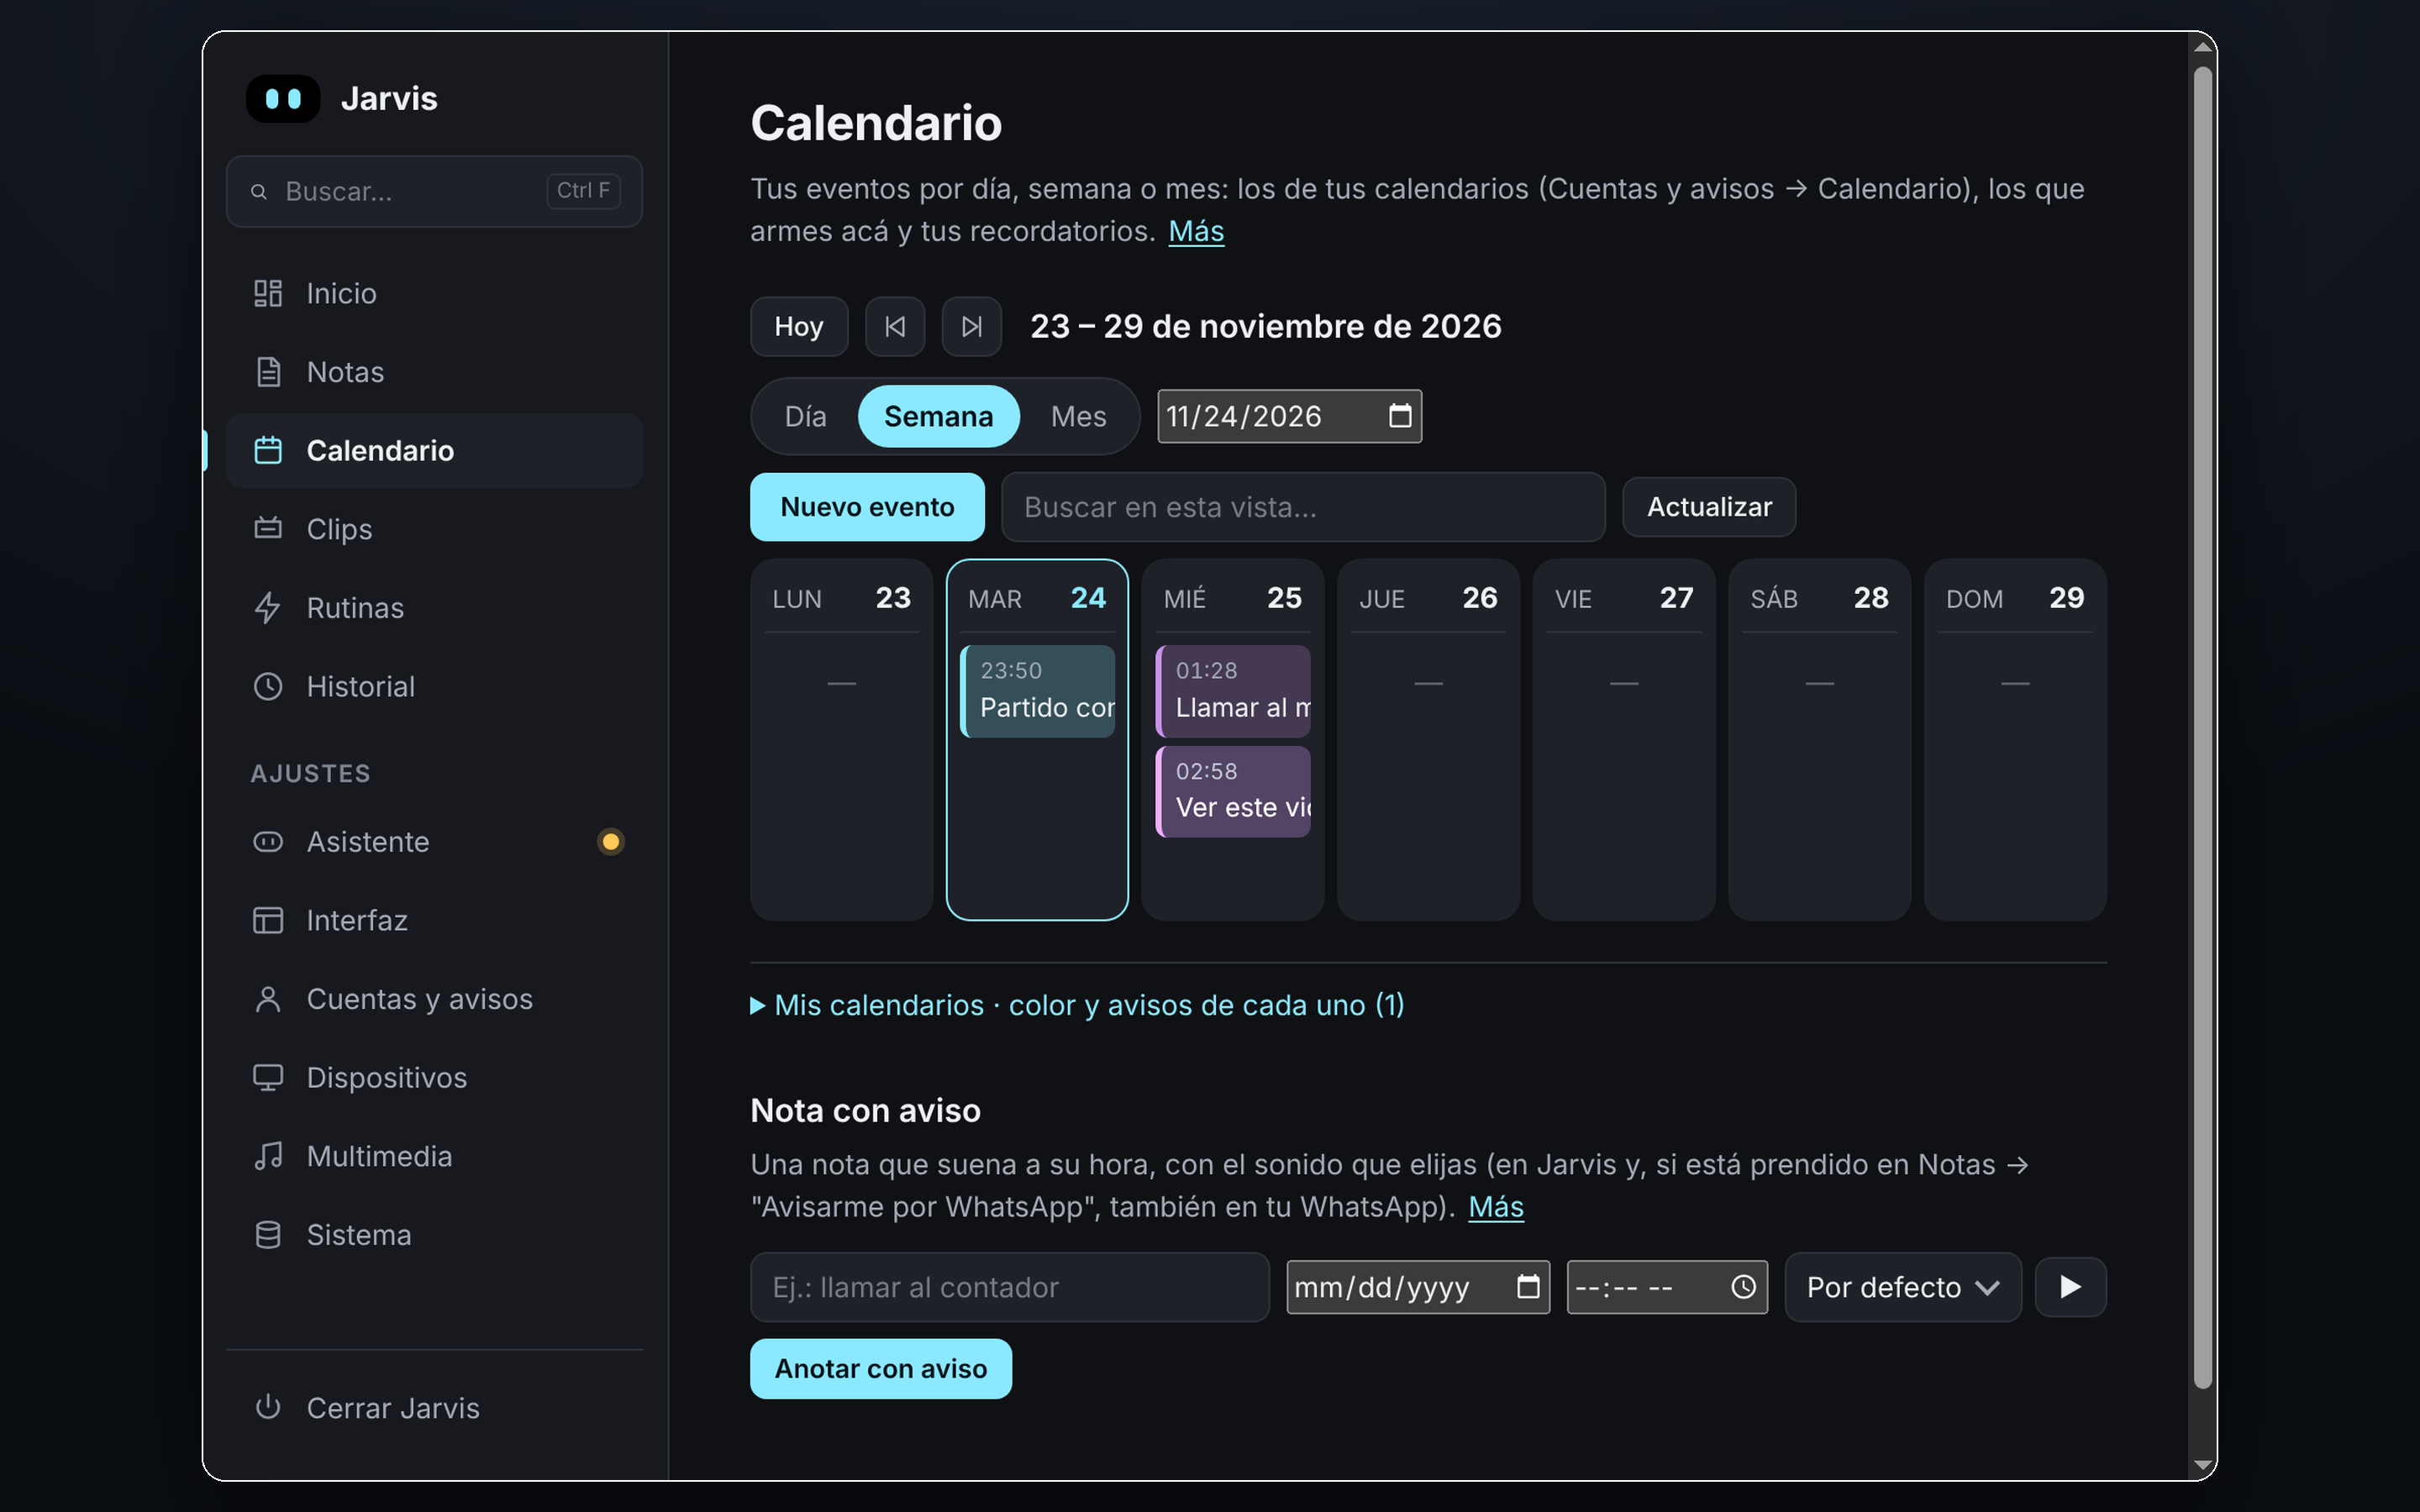 Jarvis
Buscar...
Ctrl F
Inicio
Notas
Calendario
Clips
Rutinas
Historial
AJUSTES
Asistente
Interfaz
Cuentas y avisos
Dispositivos
Multimedia
Sistema
Cerrar Jarvis
Calendario
Tus eventos por día, semana o mes: los de tus calendarios (Cuentas y avisos → Calendario), los que
armes acá y tus recordatorios. Más
Hoy
23 – 29 de noviembre de 2026
Día Semana Mes
11/24/2026
Nuevo evento
Buscar en esta vista...
Actualizar
LUN 23
—
MAR 24
23:50
Partido con
MIÉ 25
01:28
Llamar al m
02:58
Ver este vid
JUE 26
—
VIE 27
—
SÁB 28
—
DOM 29
—
▶ Mis calendarios · color y avisos de cada uno (1)
Nota con aviso
Una nota que suena a su hora, con el sonido que elijas (en Jarvis y, si está prendido en Notas →
"Avisarme por WhatsApp", también en tu WhatsApp). Más
Ej.: llamar al contador
mm/dd/yyyy
--:-- --
Por defecto
Anotar con aviso